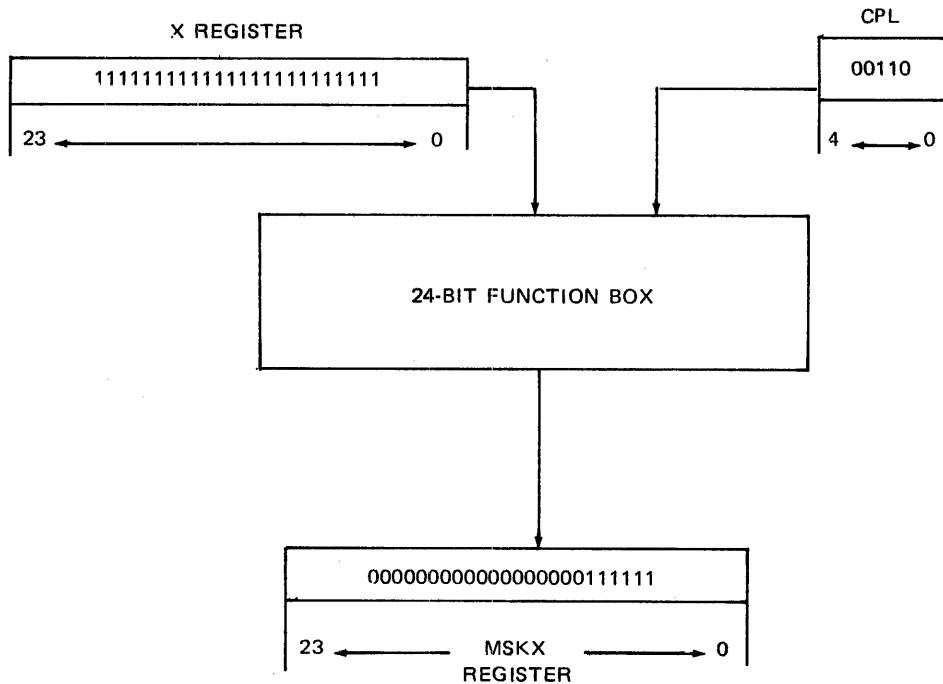 CPL
X REGISTER
111111111111111111111111
00110
23 0
4 0
24-BIT FUNCTION BOX
000000000000000000111111
23 MSKX 0
REGISTER